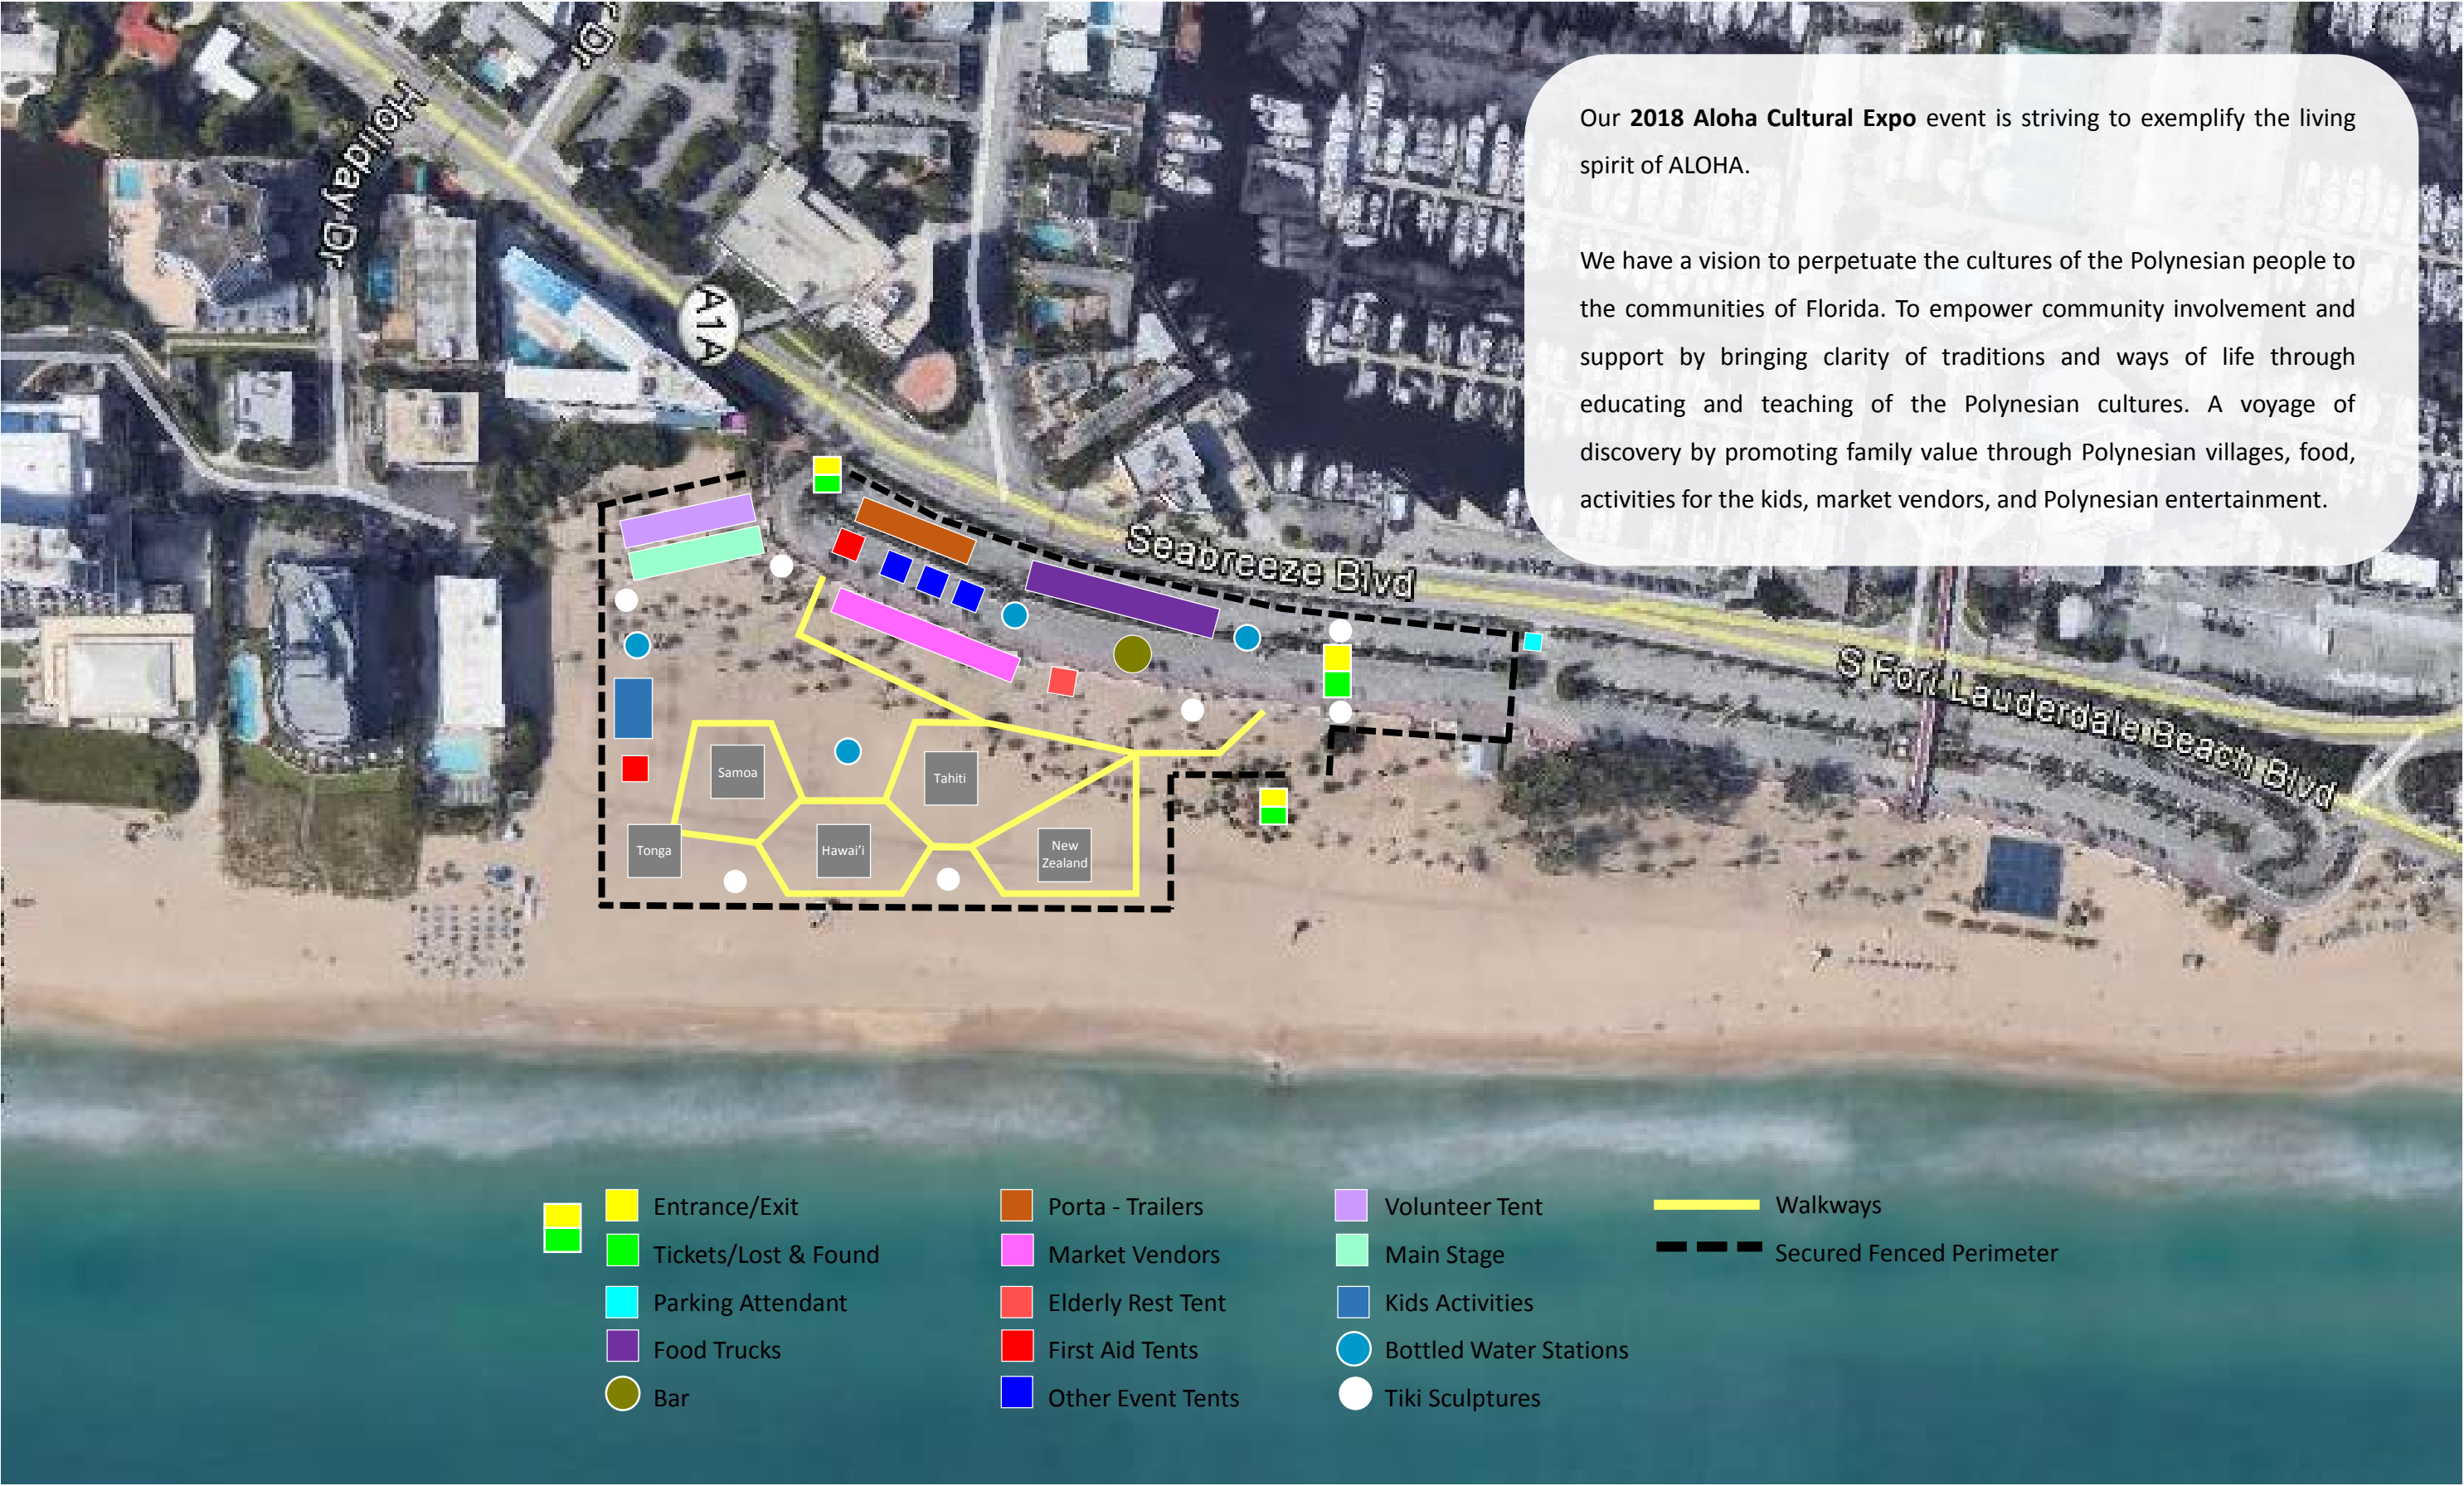 Our 2018 Aloha Cultural Expo event is striving to exemplify the living
spirit of ALOHA.
We have a vision to perpetuate the cultures of the Polynesian people to
the communities of Florida. To empower community involvement and
support by bringing clarity of traditions and ways of life through
educating and teaching of the Polynesian cultures. A voyage of
discovery by promoting family value through Polynesian villages, food,
activities for the kids, market vendors, and Polynesian entertainment.
Dr
Holiday Dr
A1A
Seabreeze Blvd
S Fort Lauderdale Beach Blvd
Samoa
Tahiti
Tonga
Hawai'i
New
Zealand
Entrance/Exit
Tickets/Lost & Found
Parking Attendant
Food Trucks
Bar
Porta - Trailers
Market Vendors
Elderly Rest Tent
First Aid Tents
Other Event Tents
Volunteer Tent
Main Stage
Kids Activities
Bottled Water Stations
Tiki Sculptures
Walkways
Secured Fenced Perimeter